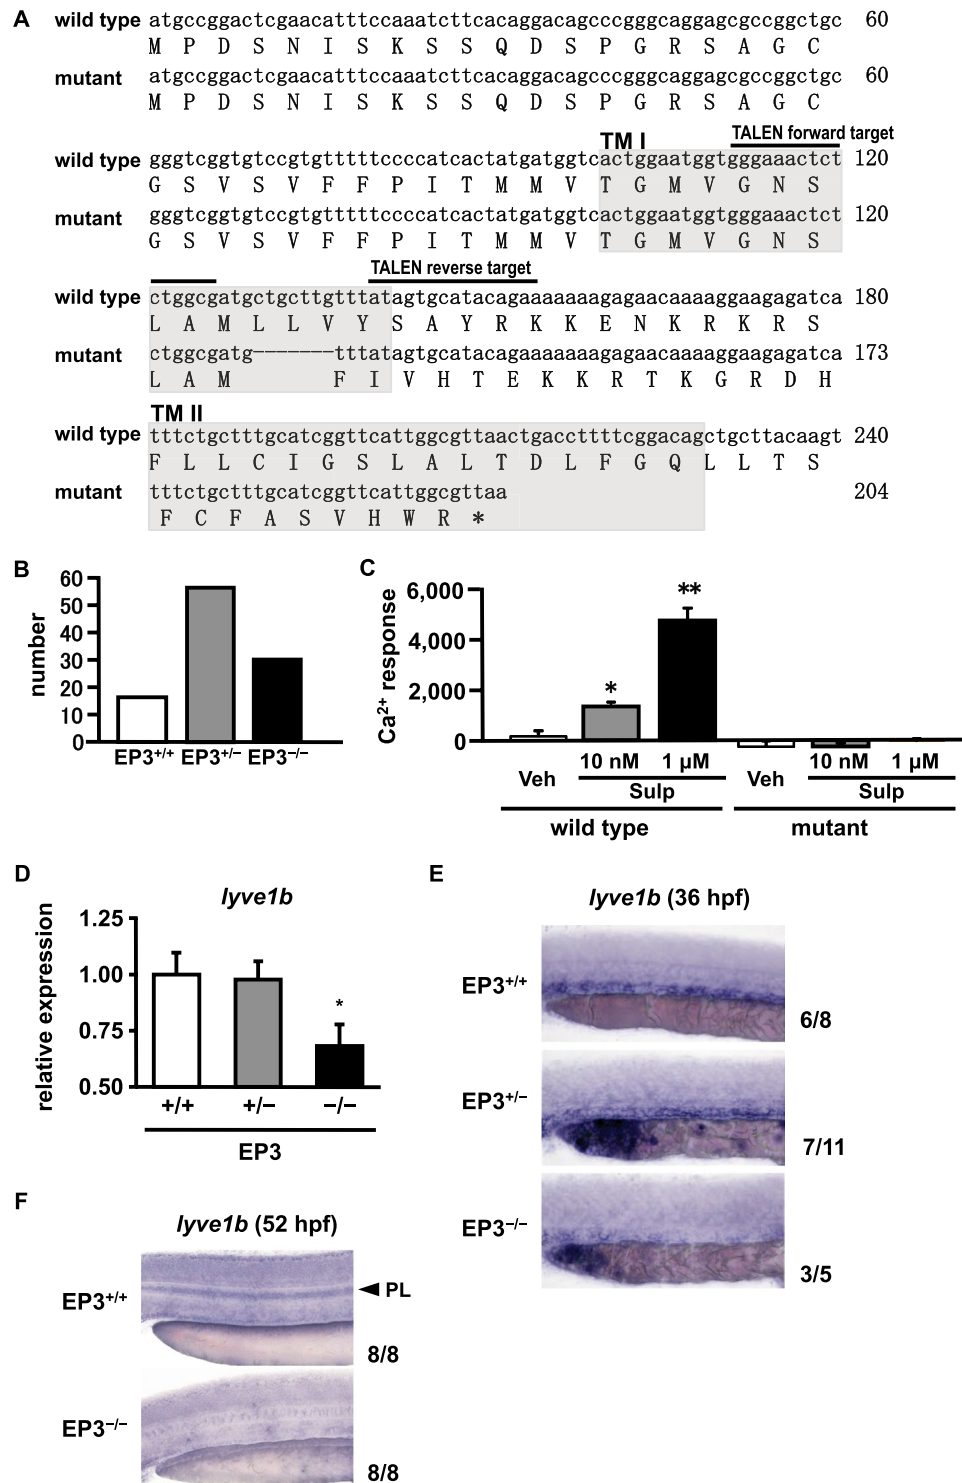 A
wild type atgccggactcgaacatttccaaatcttcacaggacagcccgggcaggagcgccggctgc 60
M P D S N I S K S S Q D S P G R S A G C
mutant atgccggactcgaacatttccaaatcttcacaggacagcccgggcaggagcgccggctgc 60
M P D S N I S K S S Q D S P G R S A G C
TM I TALEN forward target
wild type gggtcggtgtccgtgtttttccccatcactatgatggtcactggaatggtgggaaactct 120
G S V S V F F P I T M M V T G M V G N S
mutant gggtcggtgtccgtgtttttccccatcactatgatggtcactggaatggtgggaaactct 120
G S V S V F F P I T M M V T G M V G N S
TALEN reverse target
wild type ctggcgatgctgcttgtttatagtgcatacagaaaaaaagagaacaaaaggaagagatca 180
L A M L L V Y S A Y R K K E N K R K R S
mutant ctggcgatg-------tttatagtgcatacagaaaaaaagagaacaaaaggaagagatca 173
L A M F I V H T E K K R T K G R D H
TM II
wild type tttctgctttgcatcggttcattggcgttaactgaccttttcggacagctgcttacaagt 240
F L L C I G S L A L T D L F G Q L L T S
mutant tttctgctttgcatcggttcattggcgttaa 204
F C F A S V H W R *
B
number
60
50
40
30
20
10
0
EP3+/+ EP3+/– EP3–/–
C
Ca2+ response
6,000
4,000
2,000
0
*
**
Veh 10 nM 1 µM Veh 10 nM 1 µM
Sulp Sulp
wild type mutant
D
lyve1b
relative expression
1.25
1.00
0.75
0.50
*
+/+ +/– –/–
EP3
E
lyve1b (36 hpf)
EP3+/+
6/8
EP3+/–
7/11
EP3–/–
3/5
F
lyve1b (52 hpf)
EP3+/+
PL
8/8
EP3–/–
8/8